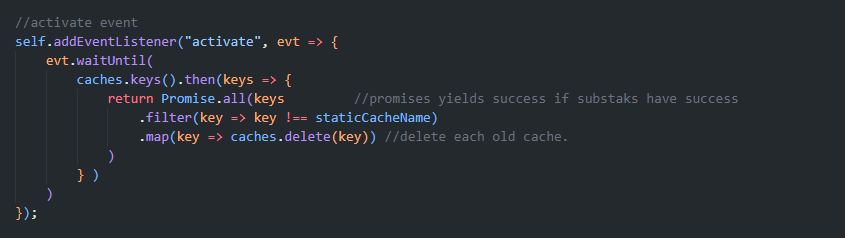 //activate event
self.addEventListener("activate", evt => {
    evt.waitUntil(
        caches.keys().then(keys => {
            return Promise.all(keys         //promises yields success if substaks have success
                .filter(key => key !== staticCacheName)
                .map(key => caches.delete(key)) //delete each old cache.
            )
        } )
    )
});